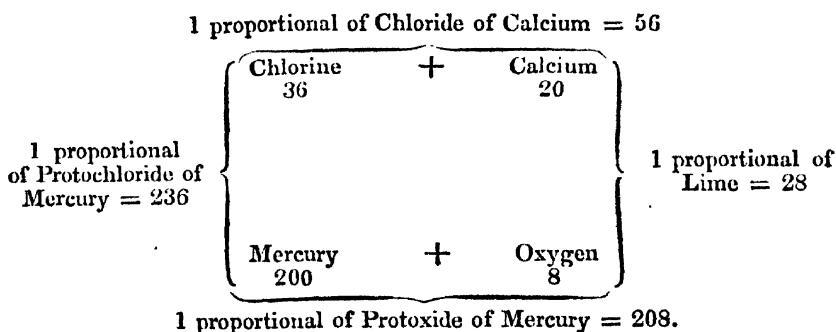 1 proportional of Chloride of Calcium = 56
Chlorine + Calcium
36 20
1 proportional
of Protochloride of
Mercury = 236
1 proportional of
Lime = 28
Mercury + Oxygen
200 8
1 proportional of Protoxide of Mercury = 208.